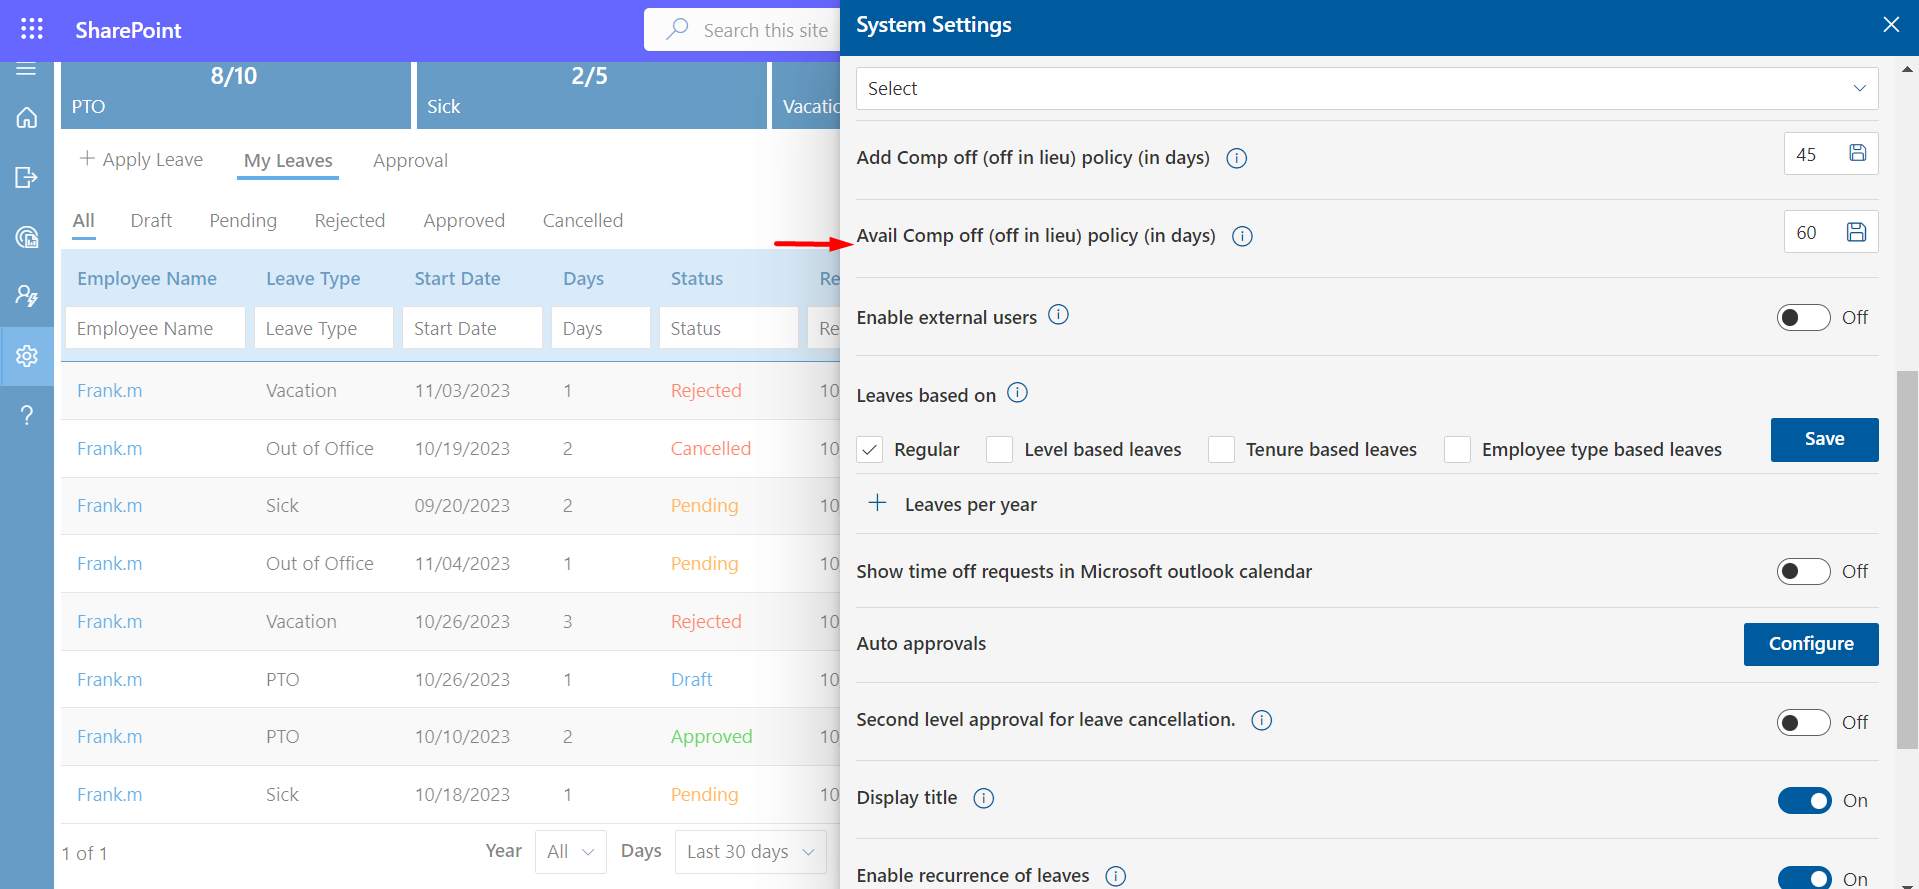 SharePoint
Search this site
8/10
PTO
2/5
Sick
Vacatic
Apply Leave
My Leaves
Approval
All
Draft
Pending
Rejected
Approved
Cancelled
Employee Name Leave Type Start Date Days Status Re
Employee Name Leave Type Start Date Days Status Re
Frank.m Vacation 11/03/2023 1 Rejected 10
Frank.m Out of Office 10/19/2023 2 Cancelled 10
Frank.m Sick 09/20/2023 2 Pending 10
Frank.m Out of Office 11/04/2023 1 Pending 10
Frank.m Vacation 10/26/2023 3 Rejected 10
Frank.m PTO 10/26/2023 1 Draft 10
Frank.m PTO 10/10/2023 2 Approved 10
Frank.m Sick 10/18/2023 1 Pending 10
1 of 1
Year All Days Last 30 days
System Settings
Select
Add Comp off (off in lieu) policy (in days)
45
Avail Comp off (off in lieu) policy (in days)
60
Enable external users
Off
Leaves based on
Regular
Level based leaves
Tenure based leaves
Employee type based leaves
Save
Leaves per year
Show time off requests in Microsoft outlook calendar
Off
Auto approvals
Configure
Second level approval for leave cancellation.
Off
Display title
On
Enable recurrence of leaves
On